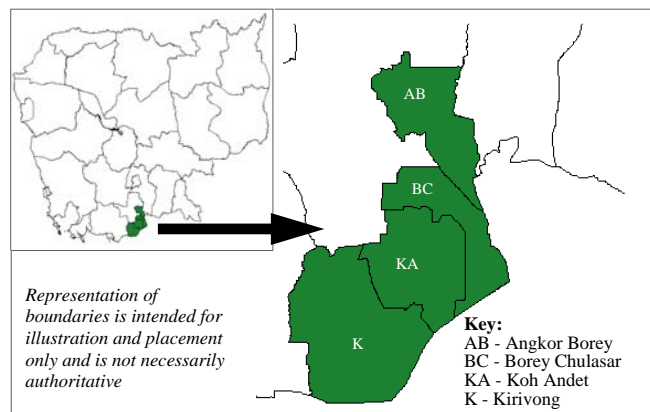 AB
BC
KA
K
Representation of
boundaries is intended for
illustration and placement
only and is not necessarily
authoritative
Key:
AB - Angkor Borey
BC - Borey Chulasar
KA - Koh Andet
K - Kirivong